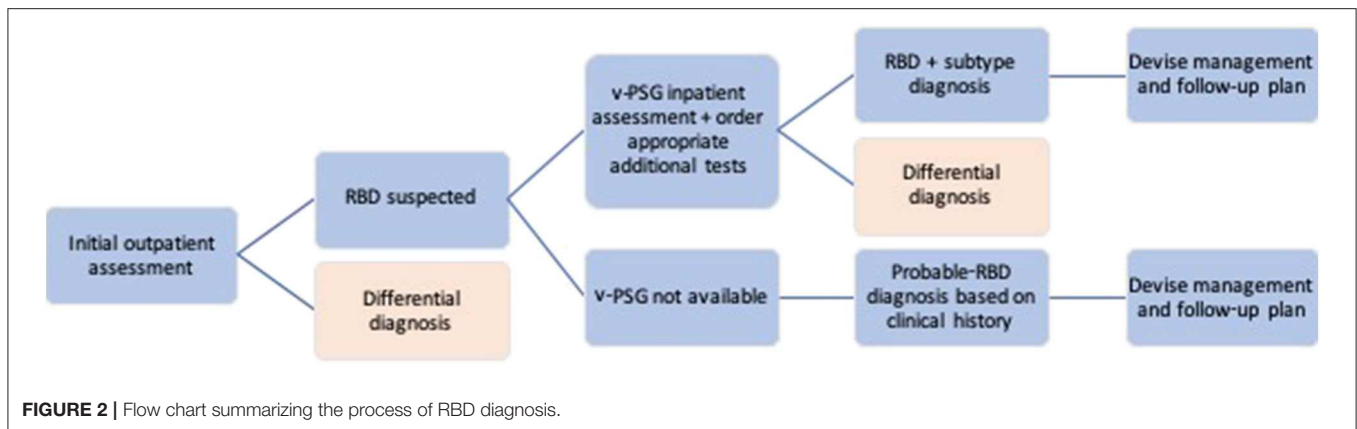 Initial outpatient
assessment
RBD suspected
Differential
diagnosis
v-PSG inpatient
assessment + order
appropriate
additional tests
v-PSG not available
RBD + subtype
diagnosis
Differential
diagnosis
Probable-RBD
diagnosis based on
clinical history
Devise management
and follow-up plan
Devise management
and follow-up plan
FIGURE 2 | Flow chart summarizing the process of RBD diagnosis.